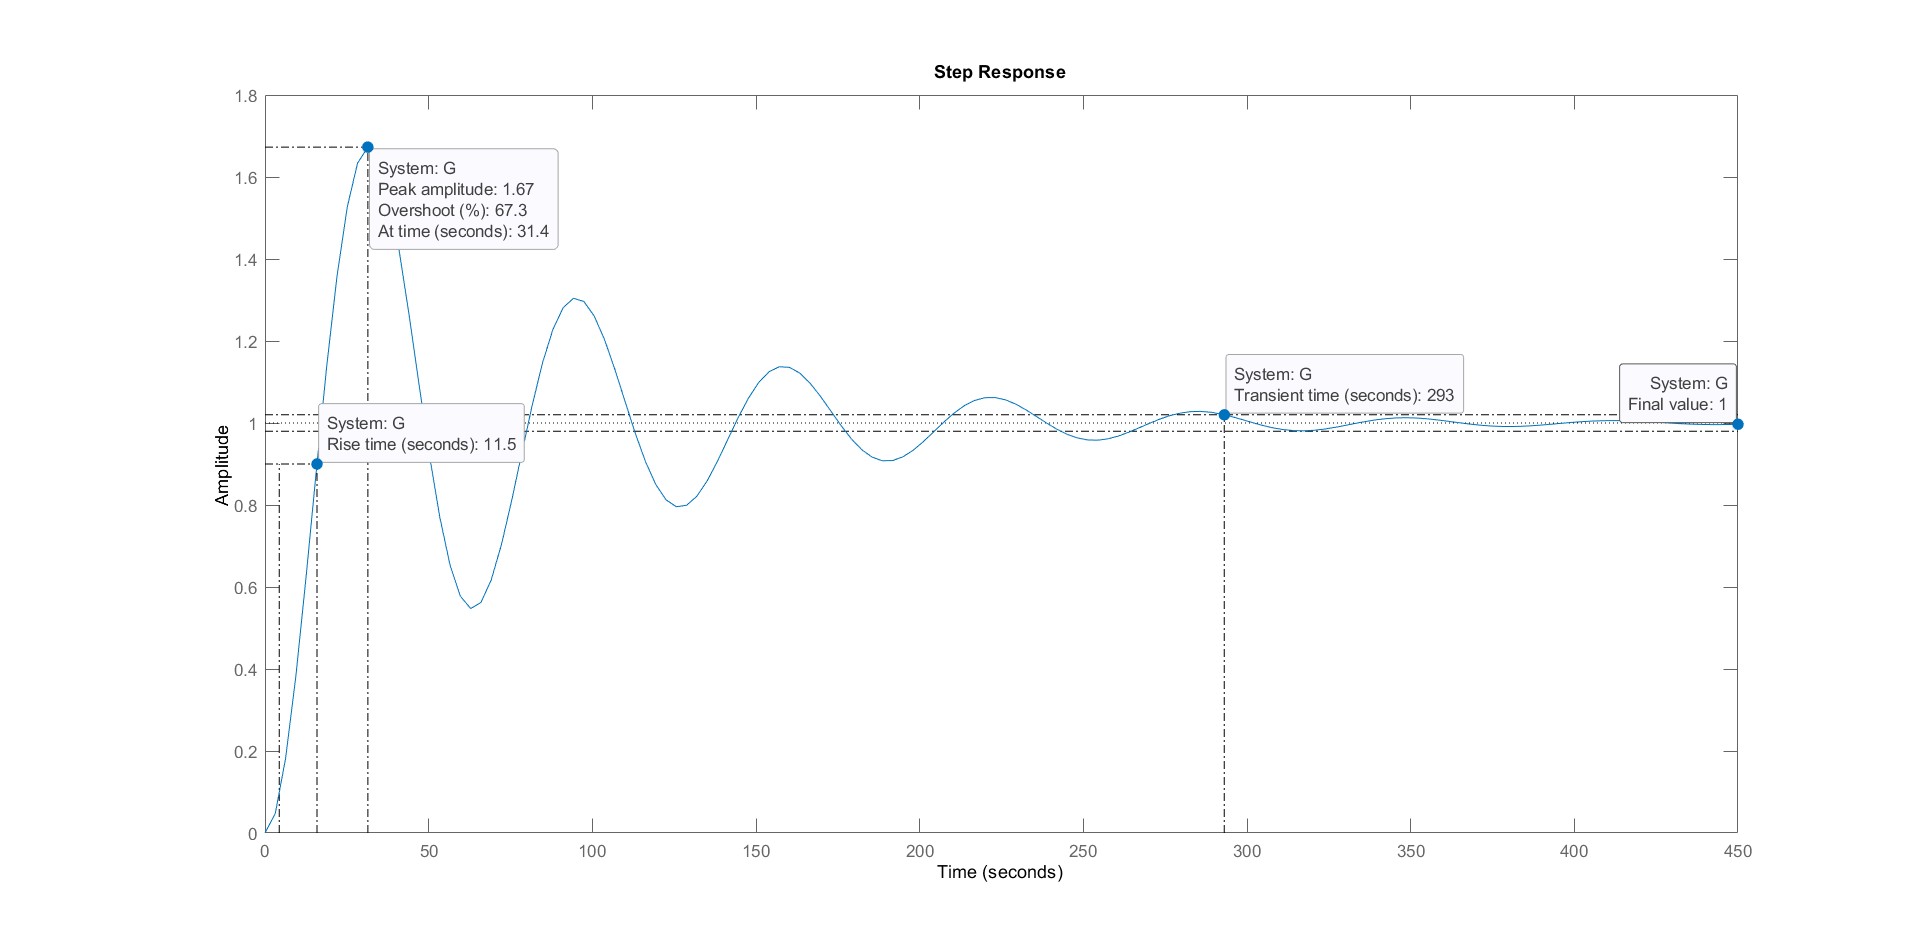 Step Response
1.8
1.6
1.4
1.2
1
0.8
0.6
0.4
0.2
0
Amplitude
System: G
Peak amplitude: 1.67
Overshoot (%): 67.3
At time (seconds): 31.4
System: G
Rise time (seconds): 11.5
System: G
Transient time (seconds): 293
System: G
Final value: 1
0 50 100 150 200 250 300 350 400 450
Time (seconds)